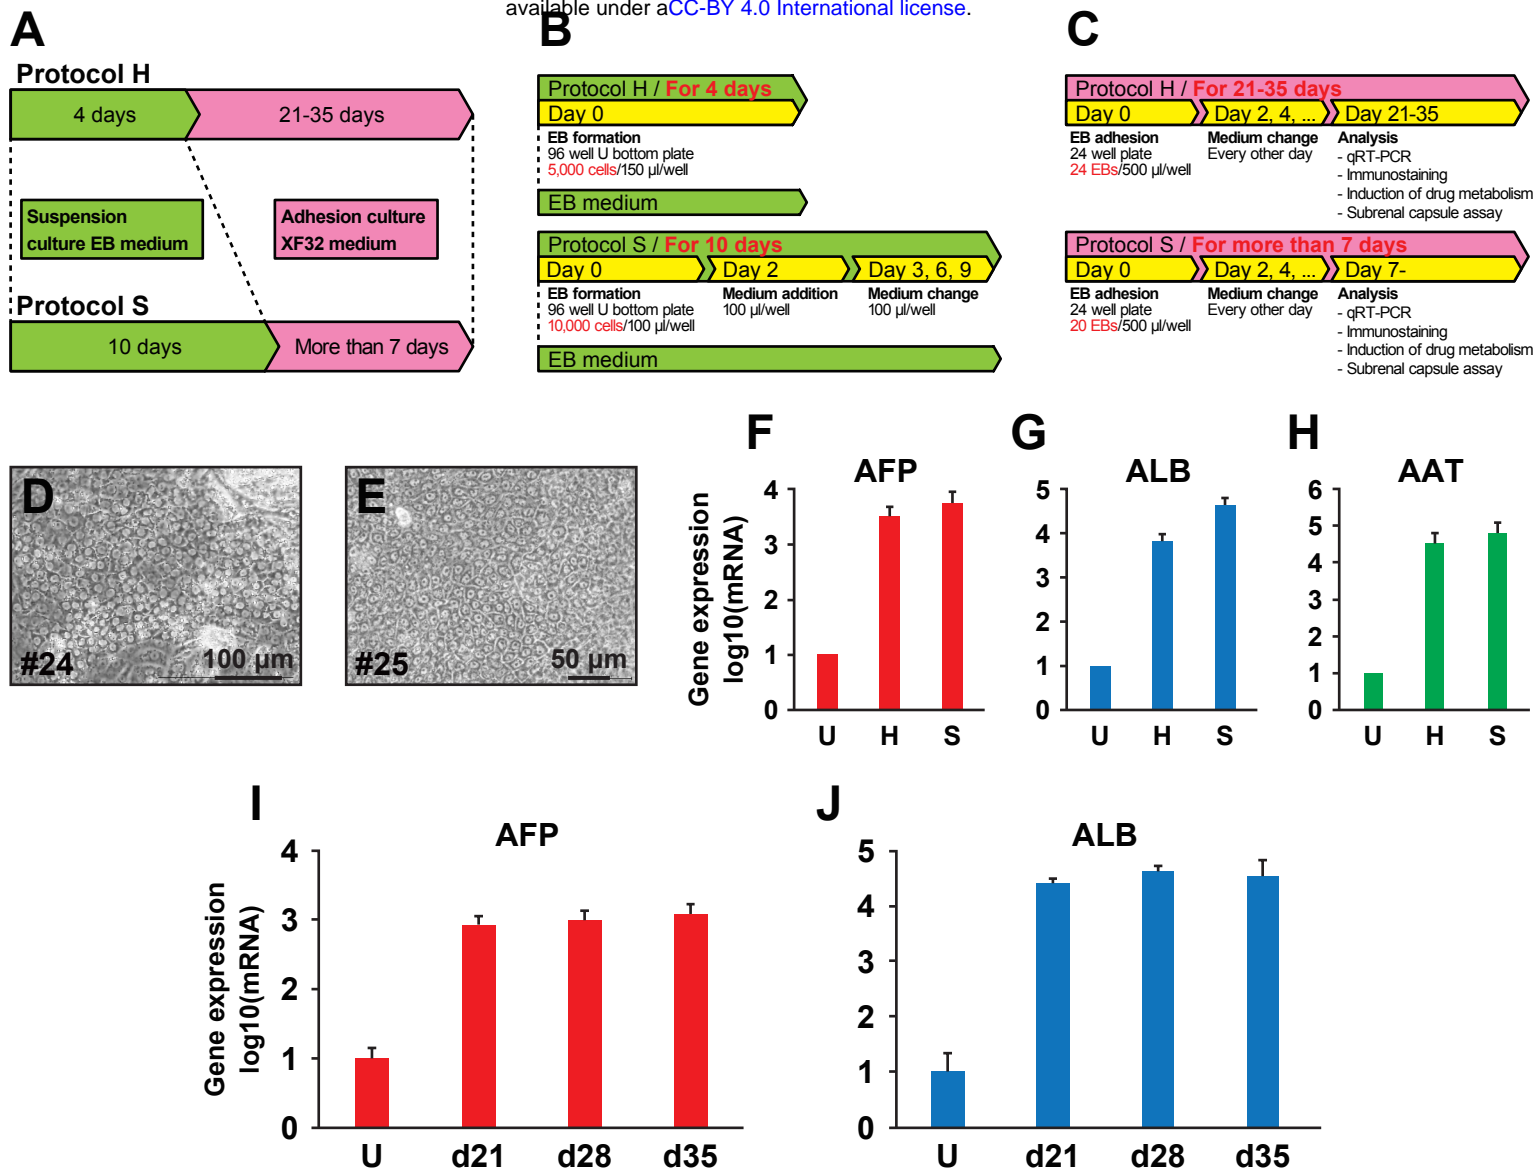 available under aCC-BY 4.0 International license.
A
Protocol H
4 days
21-35 days
Suspension
culture EB medium
Adhesion culture
XF32 medium
Protocol S
10 days
More than 7 days
B
Protocol H / For 4 days
Day 0
EB formation
96 well U bottom plate
5,000 cells/150 µl/well
EB medium
Protocol S / For 10 days
Day 0
Day 2
Day 3, 6, 9
EB formation
96 well U bottom plate
10,000 cells/100 µl/well
Medium addition
100 µl/well
Medium change
100 µl/well
EB medium
C
Protocol H / For 21-35 days
Day 0
Day 2, 4, ...
Day 21-35
EB adhesion
24 well plate
24 EBs/500 µl/well
Medium change
Every other day
Analysis
- qRT-PCR
- Immunostaining
- Induction of drug metabolism
- Subrenal capsule assay
Protocol S / For more than 7 days
Day 0
Day 2, 4, ...
Day 7-
EB adhesion
24 well plate
20 EBs/500 µl/well
Medium change
Every other day
Analysis
- qRT-PCR
- Immunostaining
- Induction of drug metabolism
- Subrenal capsule assay
D
#24
100 µm
E
#25
50 µm
F
AFP
Gene expression
log10(mRNA)
4
3
2
1
0
U
H
S
G
ALB
5
4
3
2
1
0
U
H
S
H
AAT
6
5
4
3
2
1
0
U
H
S
I
AFP
Gene expression
log10(mRNA)
4
3
2
1
0
U
d21
d28
d35
J
ALB
5
4
3
2
1
0
U
d21
d28
d35